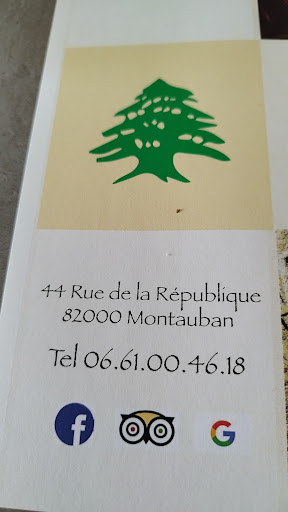 44 Rue de la République
82000 Montauban
Tel 06.61.00.46.18